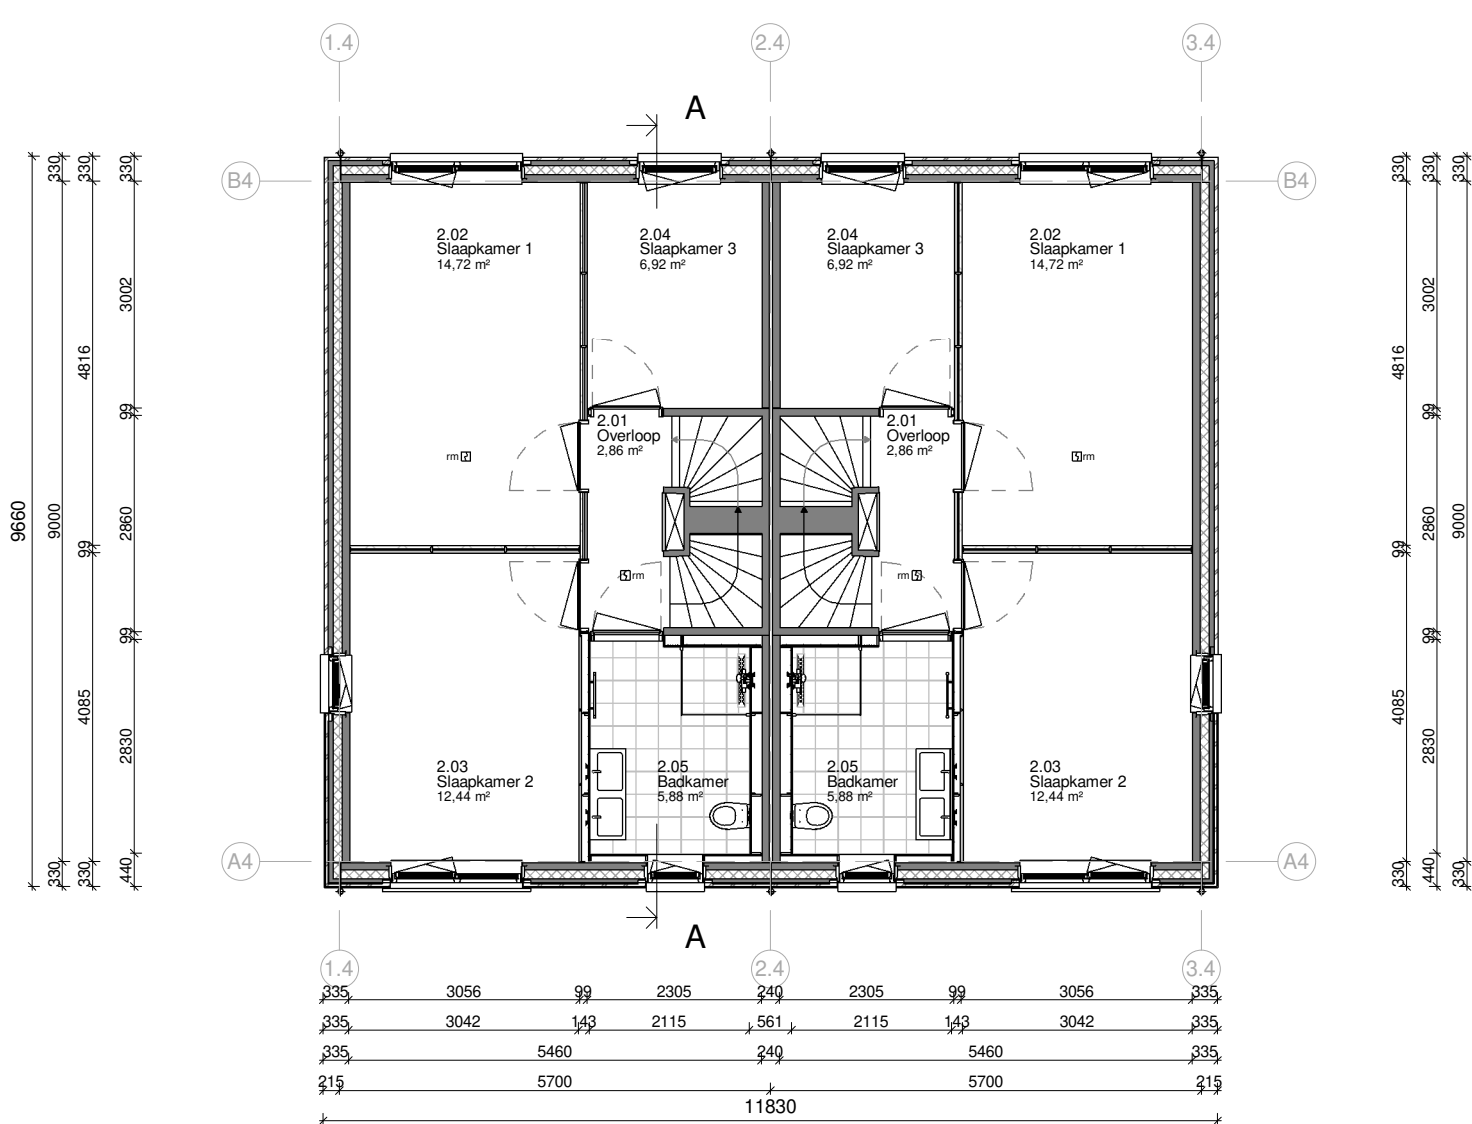 1.4
2.4
3.4
A
B4
B4
2.02
Slaapkamer 1
14,72 m²
2.04
Slaapkamer 3
6,92 m²
2.04
Slaapkamer 3
6,92 m²
2.02
Slaapkamer 1
14,72 m²
2.01
Overloop
2,86 m²
2.01
Overloop
2,86 m²
rm
rm
rm
rm
2.03
Slaapkamer 2
12,44 m²
2.05
Badkamer
5,88 m²
2.05
Badkamer
5,88 m²
2.03
Slaapkamer 2
12,44 m²
A4
A4
A
1.4
2.4
3.4
9660
330
9000
330
330
4816
99
4085
330
330
3002
99
2860
99
2830
440
330
4816
99
4085
330
330
3002
99
2860
99
2830
440
330
9000
330
335 3056 99 2305 240 2305 99 3056 335
335 3042 143 2115 561 2115 143 3042 335
335 5460 240 5460 335
215 5700 5700 215
11830